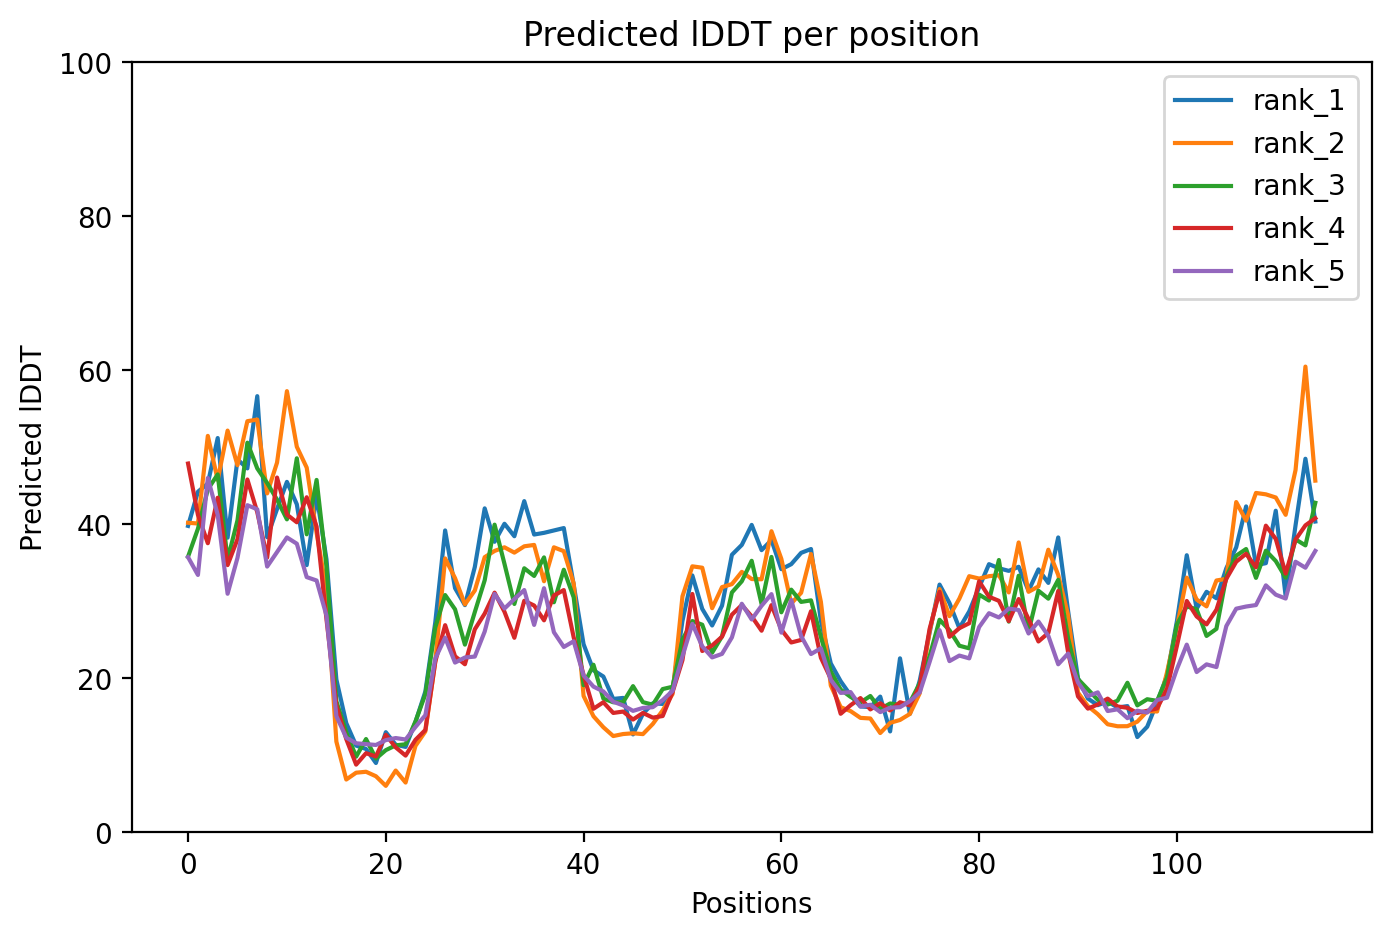 Predicted lDDT per position
100
80
60
40
20
0
Predicted lDDT
0 20 40 60 80 100
Positions
rank_1
rank_2
rank_3
rank_4
rank_5